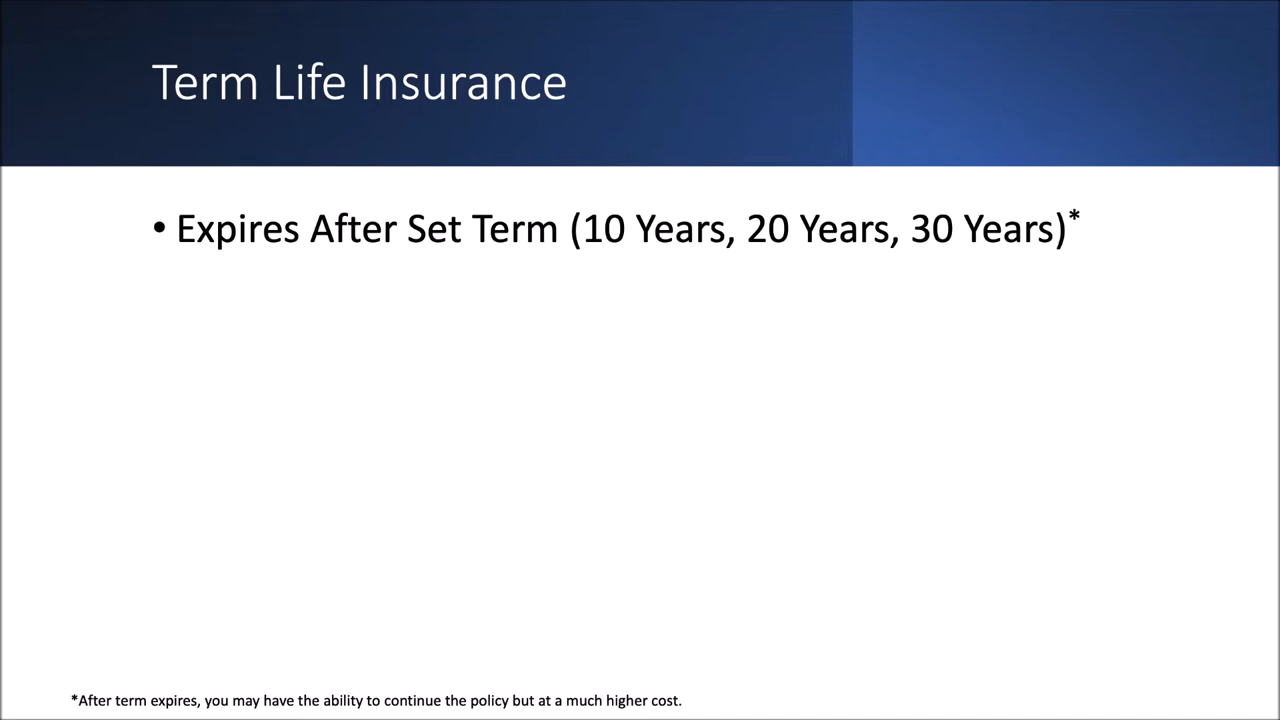 Term Life Insurance
• Expires After Set Term (10 Years, 20 Years, 30 Years)*
*After term expires, you may have the ability to continue the policy but at a much higher cost.